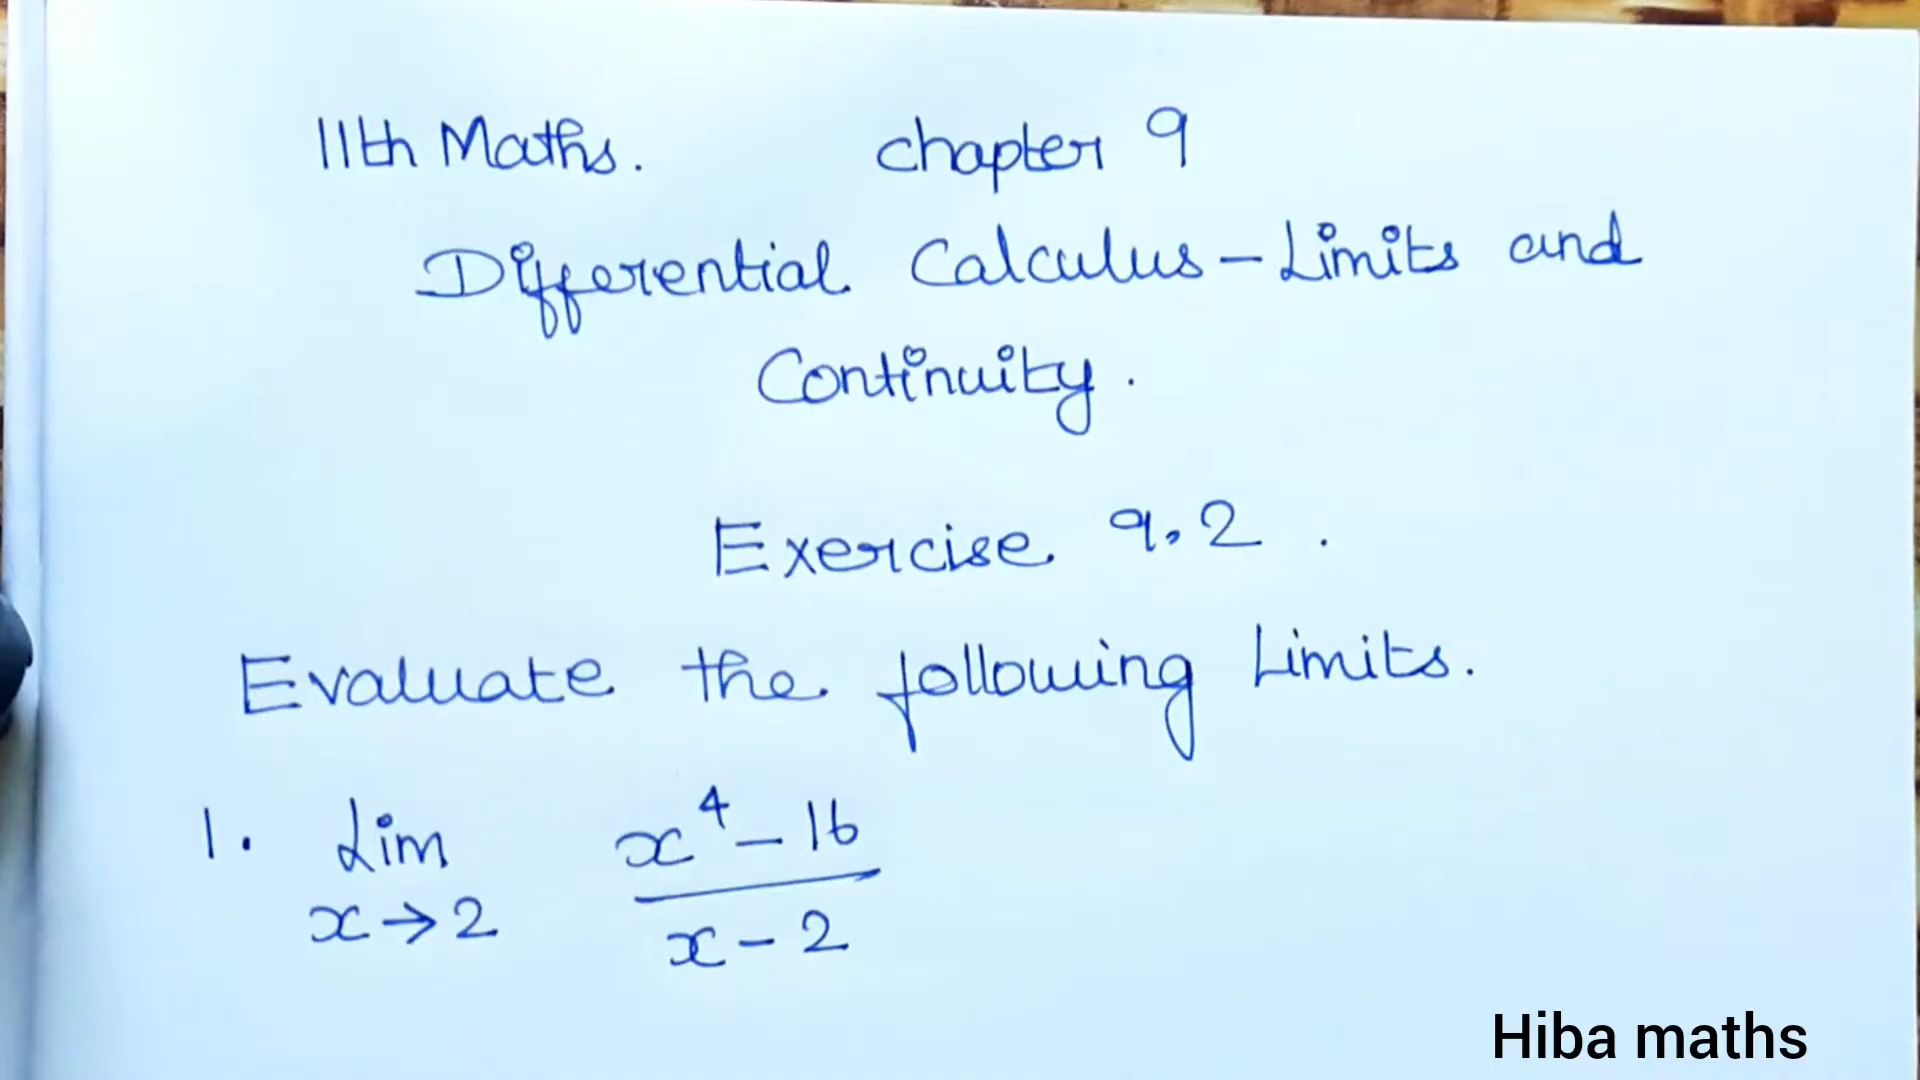 11th Maths. chapter 9
Differential Calculus - Limits and
Continuity.
Exercise 9.2.
Evaluate the following Limits.
1. Lim x→2 (x⁴ - 16)/(x - 2)
Hiba maths